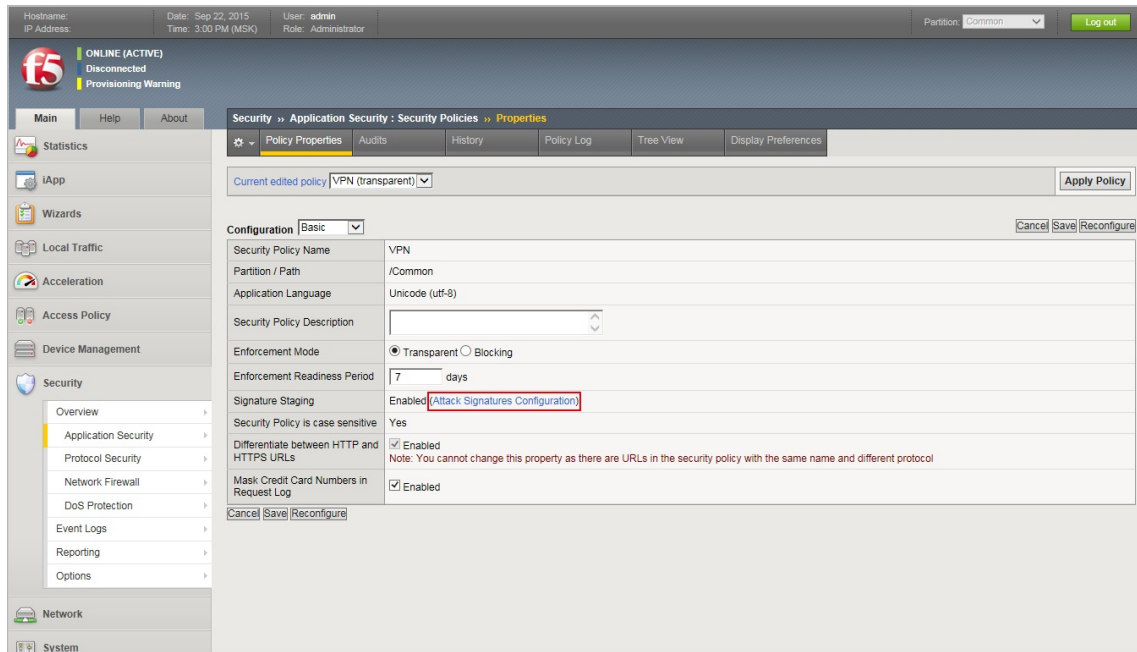 Hostname:
IP Address:
Date: Sep 22, 2015
Time: 3:00 PM (MSK)
User: admin
Role: Administrator
Partition: Common
Log out
f5
ONLINE (ACTIVE)
Disconnected
Provisioning Warning
Main
Help
About
Security ›› Application Security : Security Policies ›› Properties
Policy Properties
Audits
History
Policy Log
Tree View
Display Preferences
Statistics
iApp
Wizards
Local Traffic
Acceleration
Access Policy
Device Management
Security
Overview
Application Security
Protocol Security
Network Firewall
DoS Protection
Event Logs
Reporting
Options
Network
System
Current edited policy VPN (transparent)
Apply Policy
Configuration Basic
Cancel Save Reconfigure
Security Policy Name VPN
Partition / Path /Common
Application Language Unicode (utf-8)
Security Policy Description
Enforcement Mode Transparent Blocking
Enforcement Readiness Period 7 days
Signature Staging Enabled (Attack Signatures Configuration)
Security Policy is case sensitive Yes
Differentiate between HTTP and
HTTPS URLs
Enabled
Note: You cannot change this property as there are URLs in the security policy with the same name and different protocol
Mask Credit Card Numbers in
Request Log
Enabled
Cancel Save Reconfigure